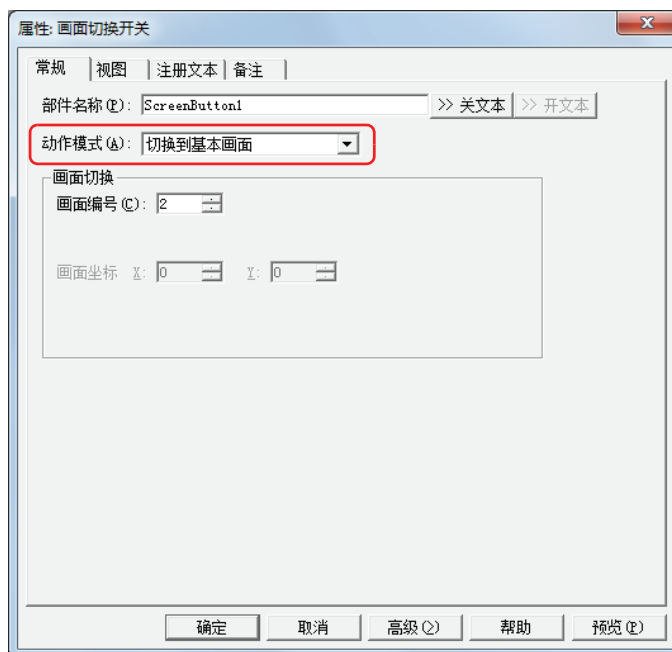 属性: 画面切换开关
常规 视图 注册文本 备注
部件名称(P): ScreenButton1 >> 关文本 >> 开文本
动作模式(A): 切换到基本画面
画面切换
画面编号(C): 2
画面坐标 X: 0 Y: 0
确定 取消 高级(>) 帮助 预览(P)